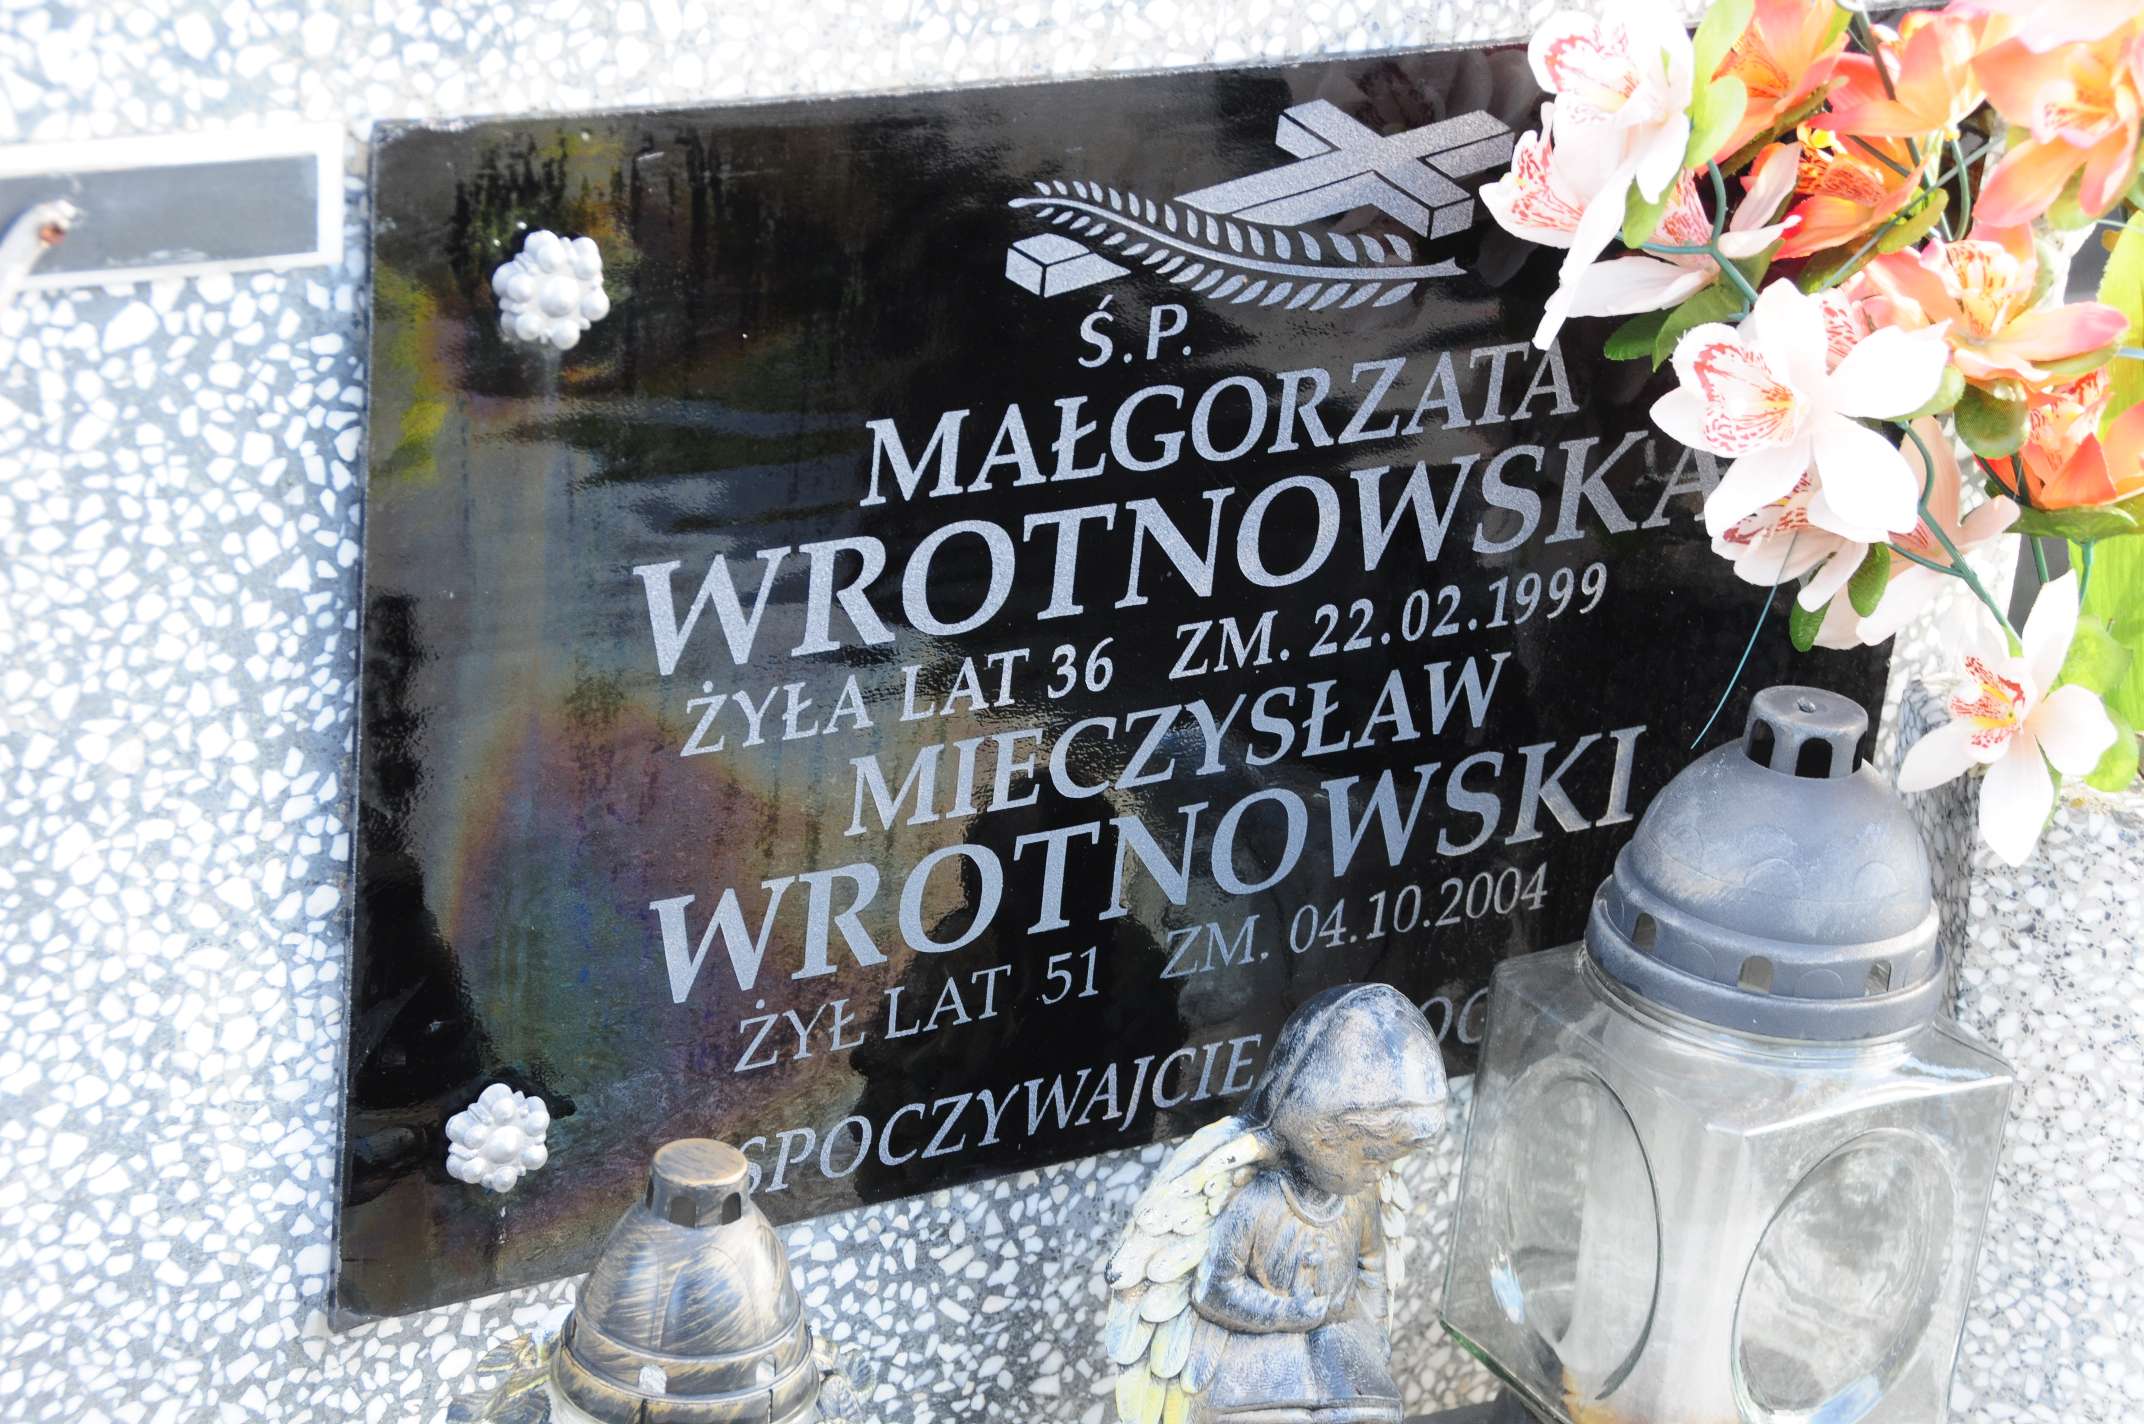 Ś.P.
MAŁGORZATA
WROTNOWSKA
ŻYŁA LAT 36 ZM. 22.02.1999
MIECZYSŁAW
WROTNOWSKI
ŻYŁ LAT 51 ZM. 04.10.2004
SPOCZYWAJCIE